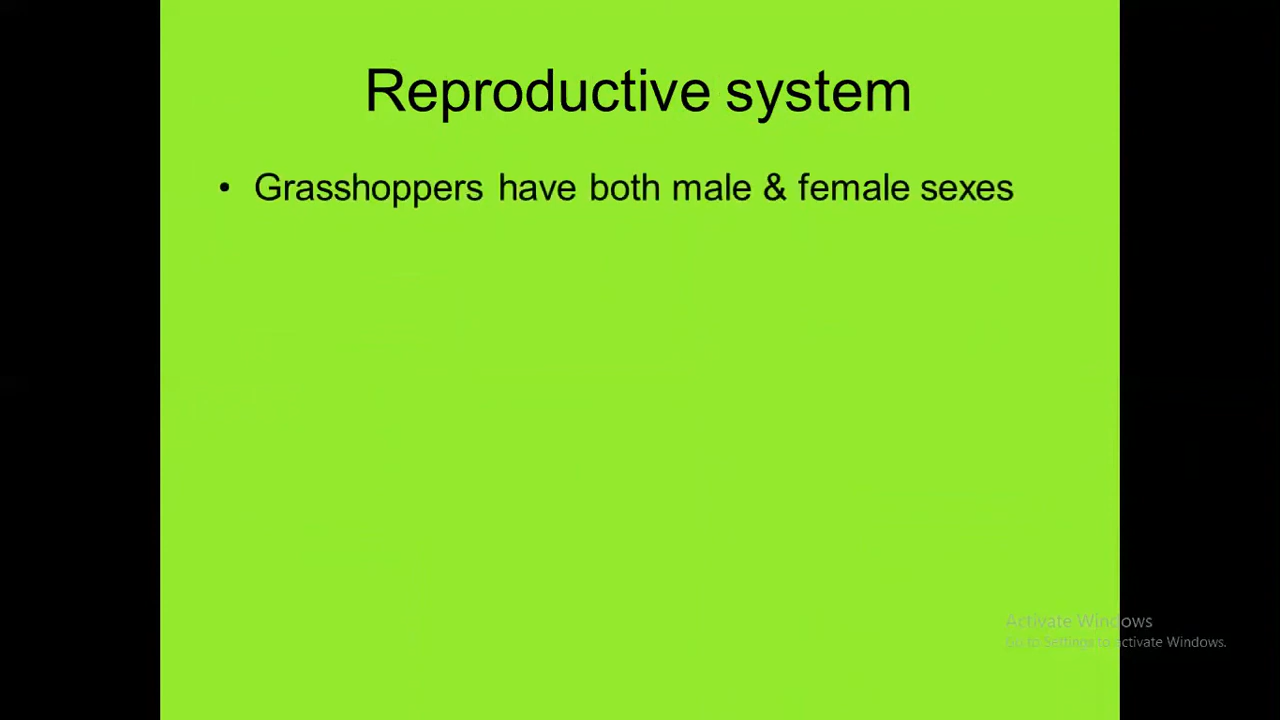 Reproductive system
• Grasshoppers have both male & female sexes
Activate Windows
Go to Settings to activate Windows.